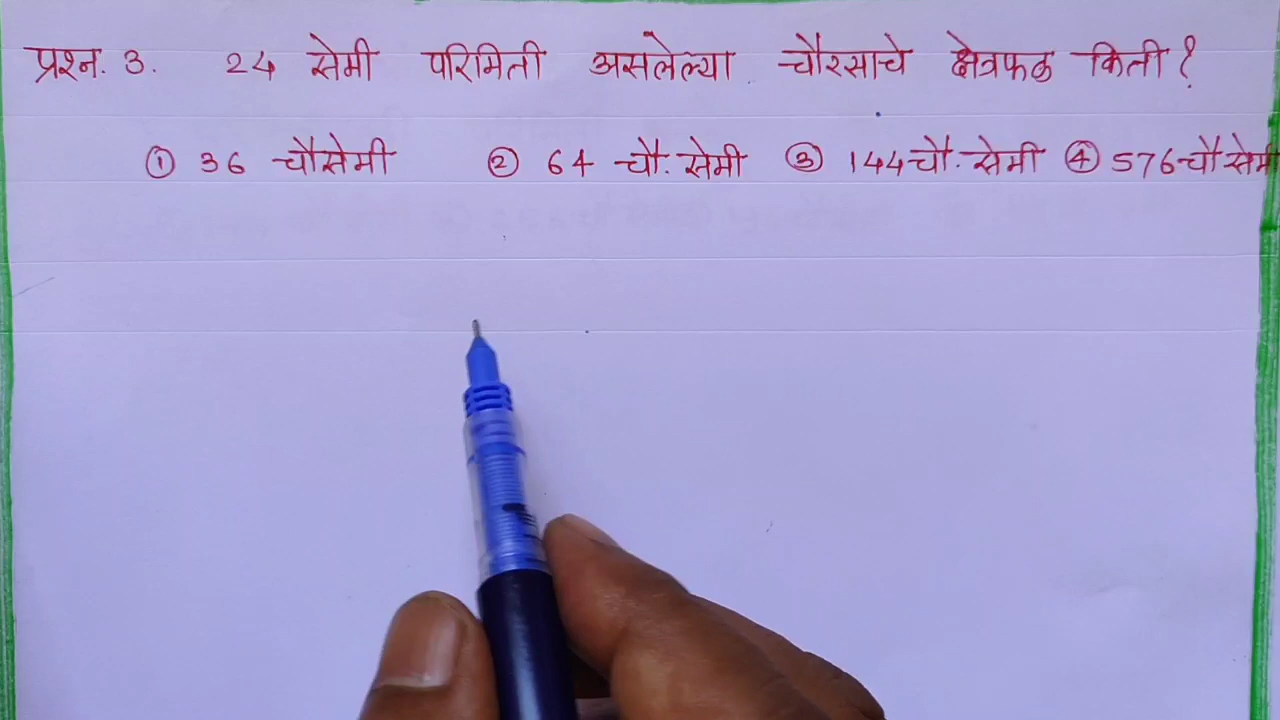 प्रश्न. 3. 24 सेमी परिमिती असलेल्या चौरसाचे क्षेत्रफळ किती?
① 36 चौसेमी ② 64 चौ. सेमी ③ 144 चौ. सेमी ④ 576 चौ सेमी